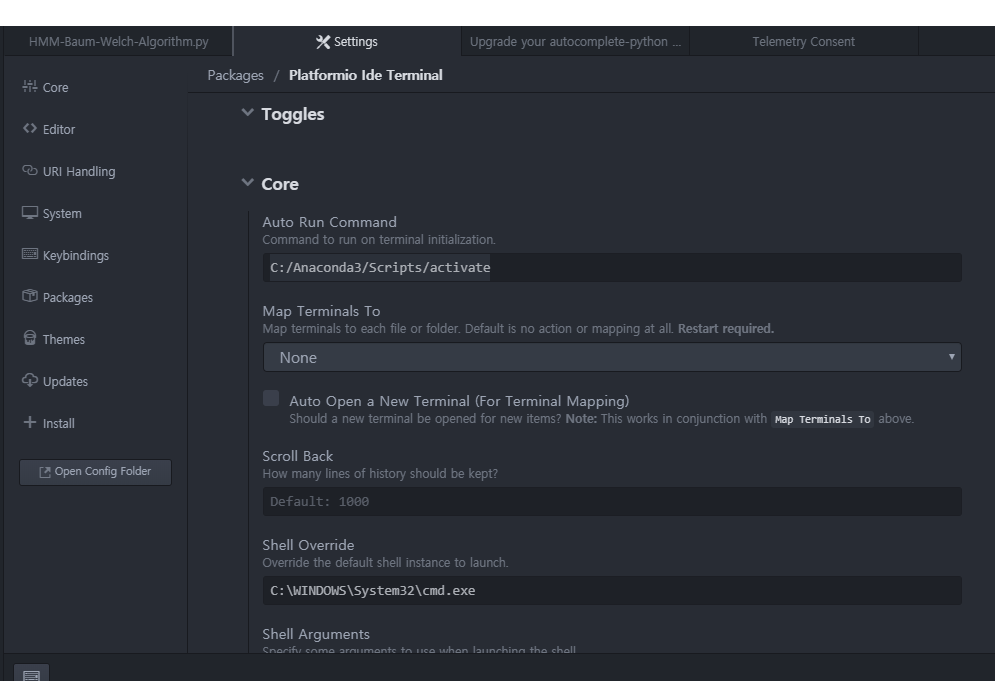 HMM-Baum-Welch-Algorithm.py
Settings
Upgrade your autocomplete-python ...
Telemetry Consent
Core
Editor
URI Handling
System
Keybindings
Packages
Themes
Updates
Install
Open Config Folder
Packages / Platformio Ide Terminal
Toggles
Core
Auto Run Command
Command to run on terminal initialization.
C:/Anaconda3/Scripts/activate
Map Terminals To
Map terminals to each file or folder. Default is no action or mapping at all. Restart required.
None
Auto Open a New Terminal (For Terminal Mapping)
Should a new terminal be opened for new items? Note: This works in conjunction with Map Terminals To above.
Scroll Back
How many lines of history should be kept?
Default: 1000
Shell Override
Override the default shell instance to launch.
C:\WINDOWS\System32\cmd.exe
Shell Arguments
Specify some arguments to use when launching the shell.